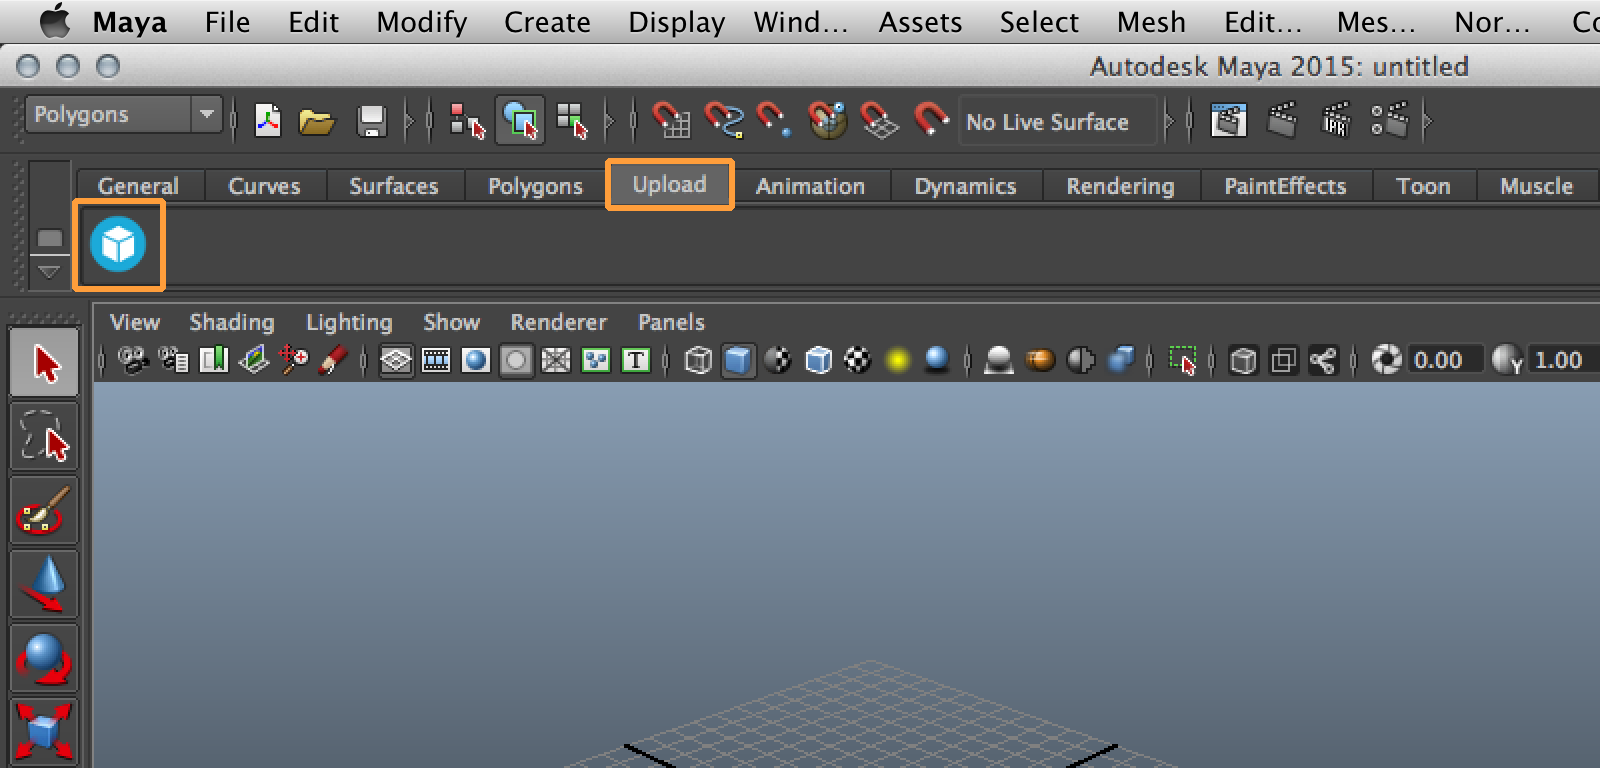 Maya File Edit Modify Create Display Wind... Assets Select Mesh Edit... Mes... Nor... Co
Autodesk Maya 2015: untitled
Polygons No Live Surface IPR
General Curves Surfaces Polygons Upload Animation Dynamics Rendering PaintEffects Toon Muscle
View Shading Lighting Show Renderer Panels
T 0.00 γ 1.00